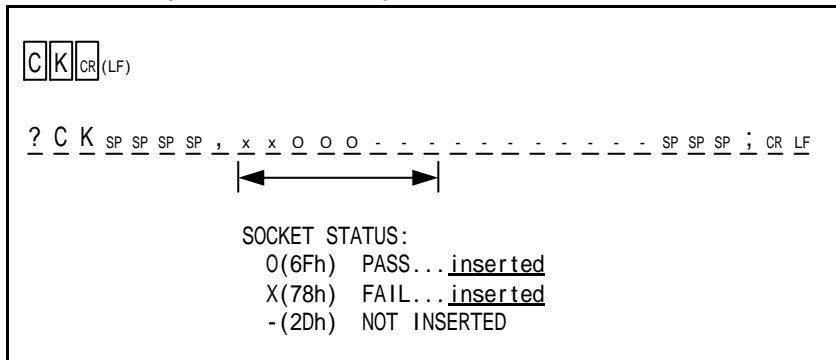 C K CR (LF)
? C K SP SP SP SP , x x O O O - - - - - - - - - - - SP SP SP ; CR LF
SOCKET STATUS:
O(6Fh) PASS...inserted
X(78h) FAIL...inserted
-(2Dh) NOT INSERTED